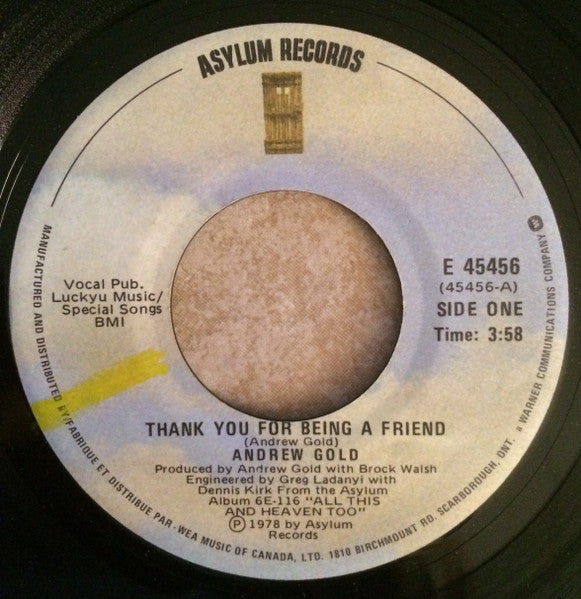 ASYLUM RECORDS
Vocal Pub.
Luckyu Music/
Special Songs
BMI
E 45456
(45456-A)
SIDE ONE
Time: 3:58
THANK YOU FOR BEING A FRIEND
(Andrew Gold)
ANDREW GOLD
Produced by Andrew Gold with Brock Walsh
Engineered by Greg Ladanyi with
Dennis Kirk From the Asylum
Album 6E-116 "ALL THIS
AND HEAVEN TOO"
Ⓟ 1978 by Asylum
Records
MANUFACTURED AND DISTRIBUTED BY/FABRIQUE ET DISTRIBUE PAR - WEA MUSIC OF CANADA, LTD. 1810 BIRCHMOUNT RD. SCARBOROUGH, ONT. a WARNER COMMUNICATIONS COMPANY